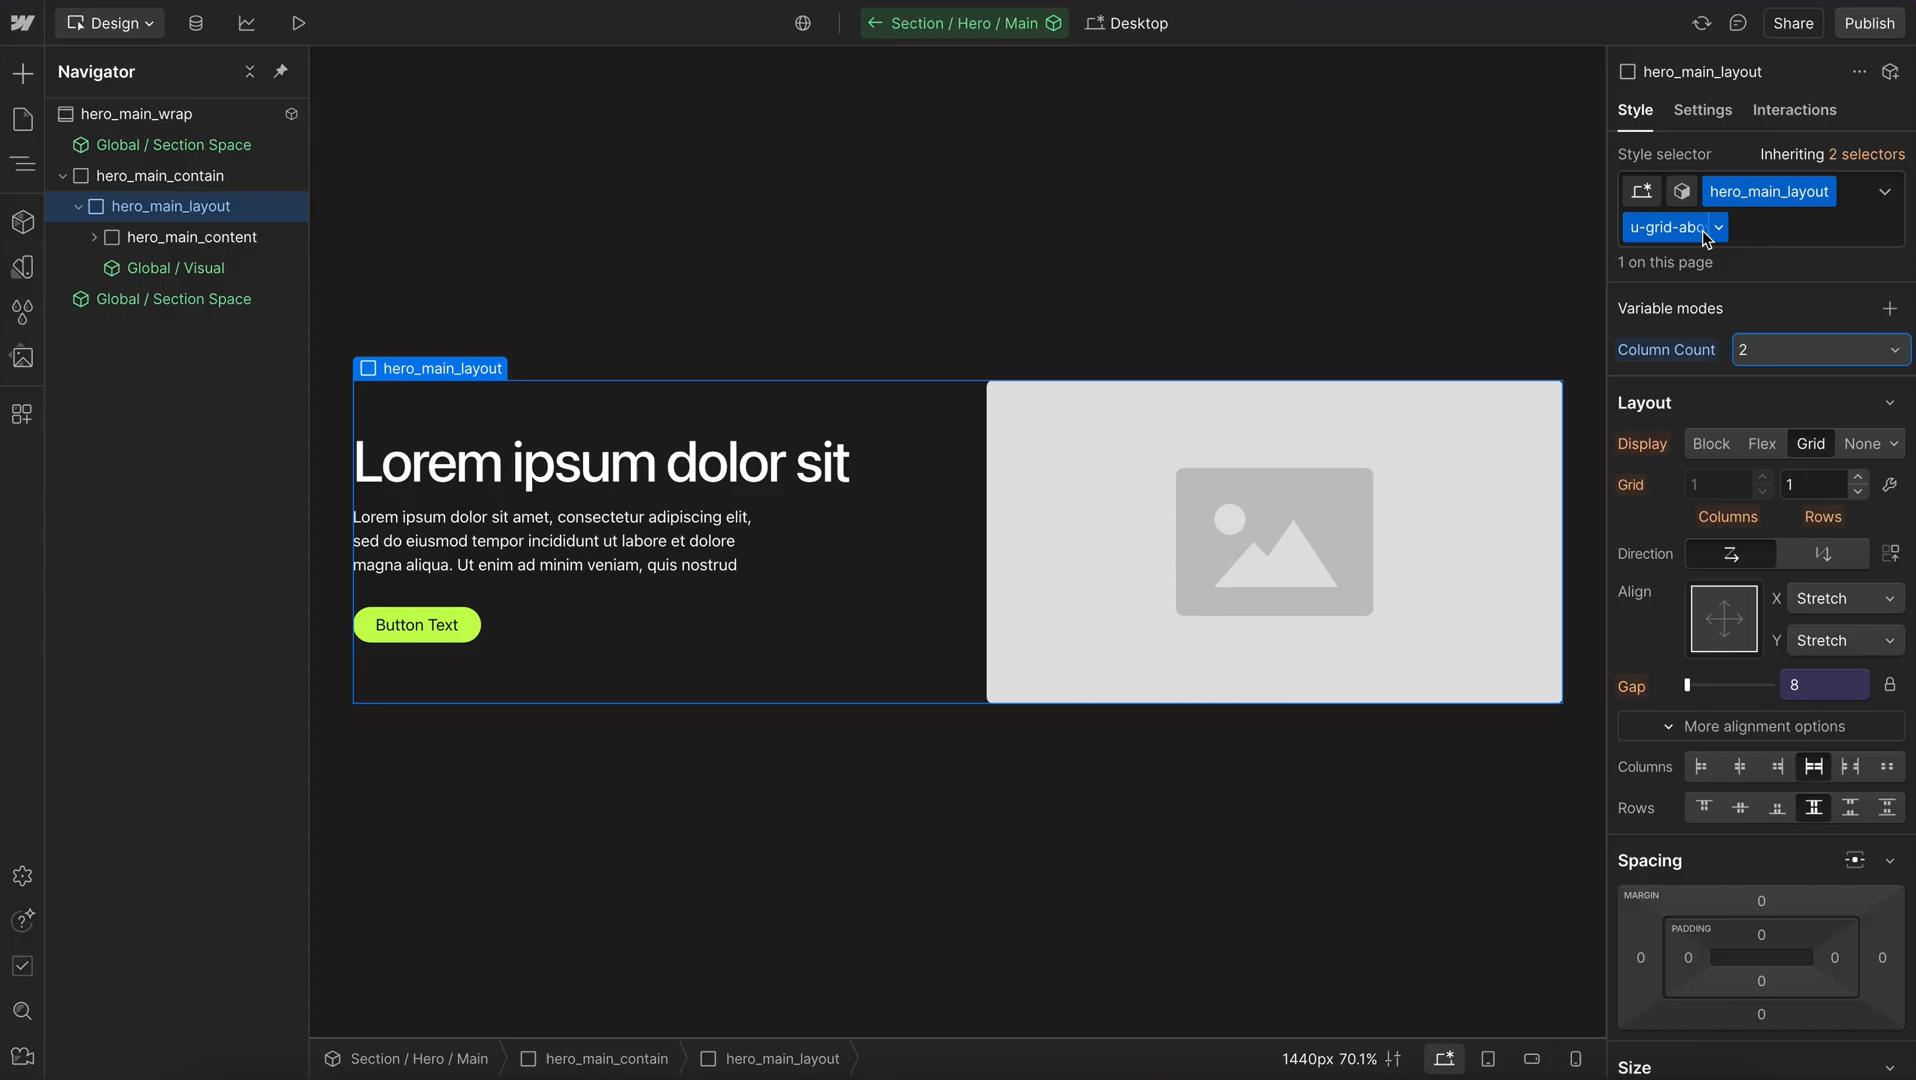 Design
Section / Hero / Main
Desktop
Share
Publish
Navigator
hero_main_wrap
Global / Section Space
hero_main_contain
hero_main_layout
hero_main_content
Global / Visual
Global / Section Space
hero_main_layout
Lorem ipsum dolor sit
Lorem ipsum dolor sit amet, consectetur adipiscing elit,
sed do eiusmod tempor incididunt ut labore et dolore
magna aliqua. Ut enim ad minim veniam, quis nostrud
Button Text
Section / Hero / Main
hero_main_contain
hero_main_layout
1440px 70.1%
hero_main_layout
Style Settings Interactions
Style selector Inheriting 2 selectors
hero_main_layout
u-grid-abo
1 on this page
Variable modes
Column Count 2
Layout
Display Block Flex Grid None
Grid 1 1
Columns Rows
Direction
Align X Stretch
Y Stretch
Gap 8
More alignment options
Columns
Rows
Spacing
MARGIN 0
PADDING 0
0 0 0 0
0
0
Size